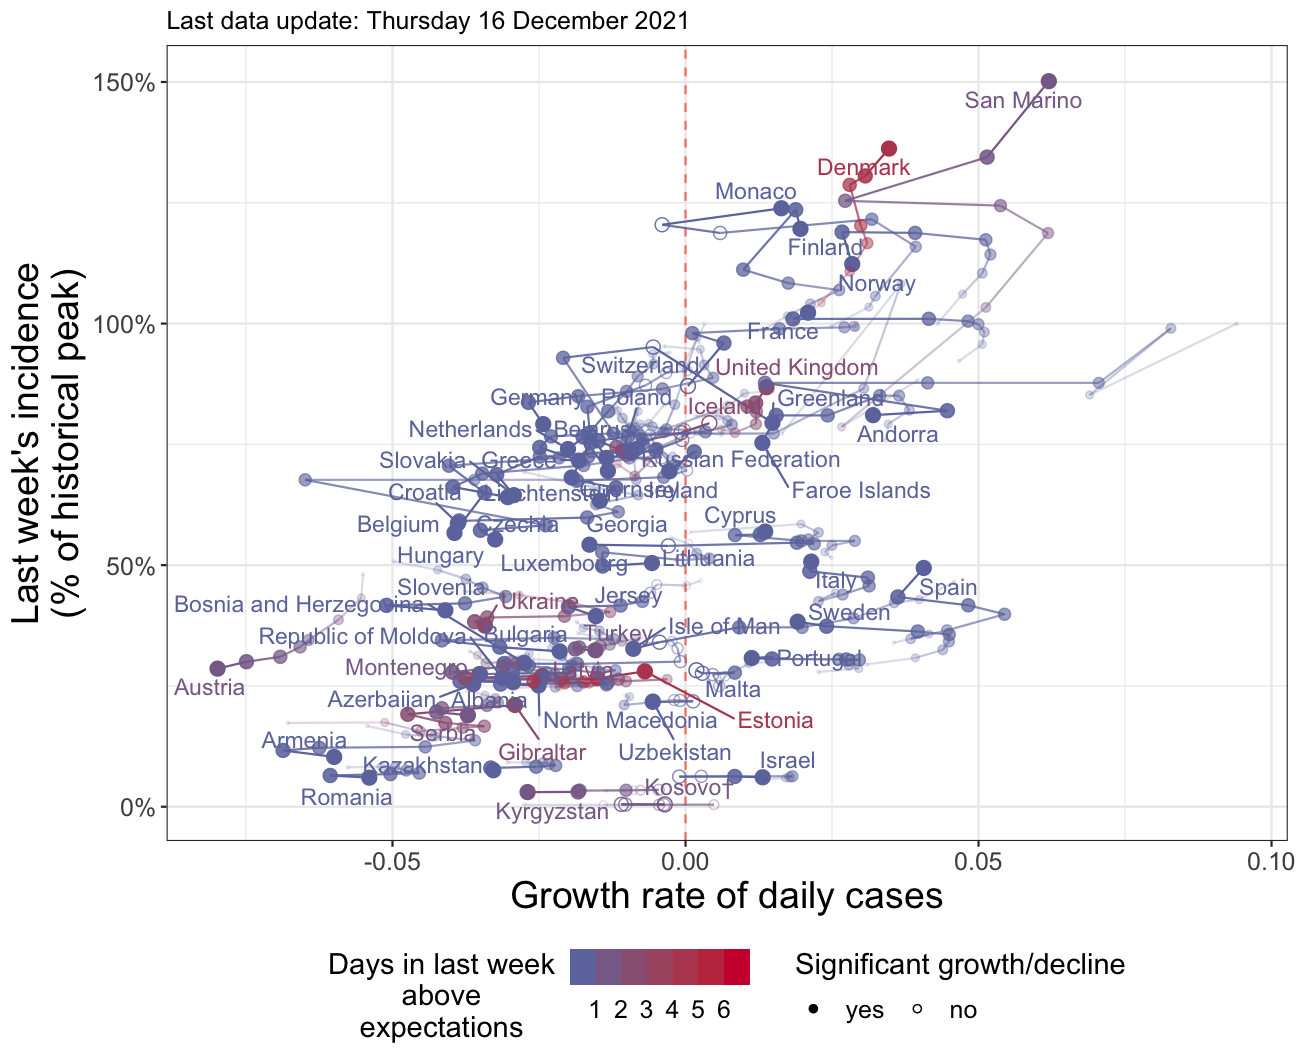 Last data update: Thursday 16 December 2021
150%
100%
50%
0%
Last week's incidence
(% of historical peak)
San Marino
Denmark
Monaco
Finland
Norway
France
Switzerland
United Kingdom
Germany
Poland
Iceland
Greenland
Netherlands
Belarus
Andorra
Slovakia
Greece
Russian Federation
Croatia
Liechtenstein
Guernsey
Ireland
Faroe Islands
Belgium
Czechia
Georgia
Cyprus
Hungary
Luxembourg
Lithuania
Slovenia
Italy
Spain
Bosnia and Herzegovina
Ukraine
Jersey
Sweden
Republic of Moldova
Bulgaria
Turkey
Isle of Man
Montenegro
Latvia
Portugal
Austria
Malta
Azerbaijan
Albania
North Macedonia
Estonia
Armenia
Serbia
Gibraltar
Uzbekistan
Kazakhstan
Israel
Romania
Kyrgyzstan
Kosovo†
-0.05
0.00
0.05
0.10
Growth rate of daily cases
Days in last week
above
expectations
1 2 3 4 5 6
Significant growth/decline
yes
no